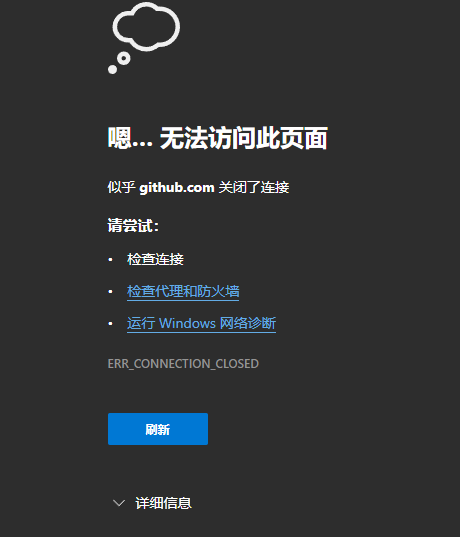 嗯... 无法访问此页面
似乎 github.com 关闭了连接
请尝试：
• 检查连接
• 检查代理和防火墙
• 运行 Windows 网络诊断
ERR_CONNECTION_CLOSED
刷新
详细信息